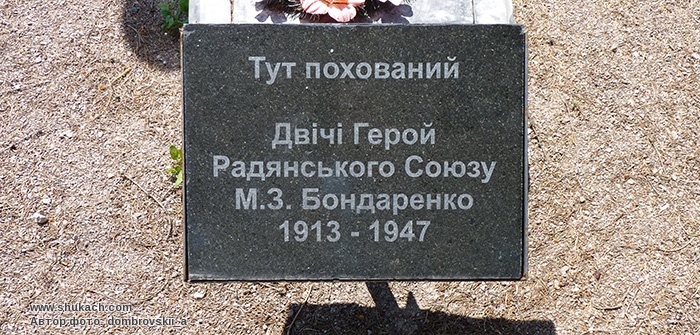 Тут похований
Двічі Герой
Радянського Союзу
М.З. Бондаренко
1913 - 1947
www.shukach.com
Автор фото: dombrovskii-a